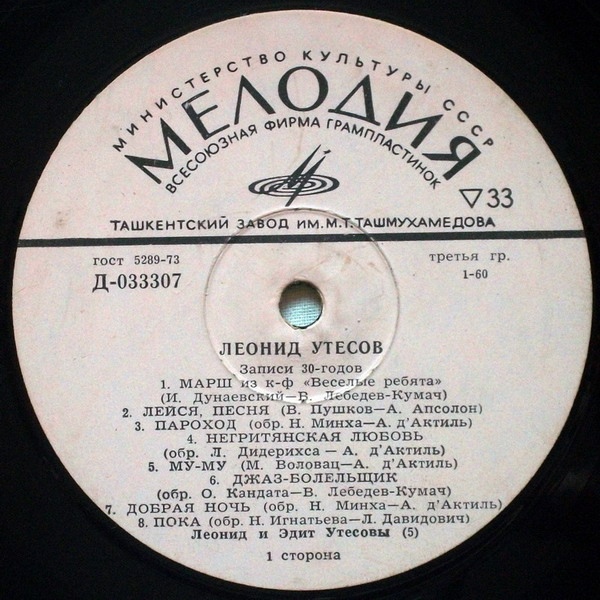 МИНИСТЕРСТВО КУЛЬТУРЫ СССР
МЕЛОДИЯ
ВСЕСОЮЗНАЯ ФИРМА ГРАМПЛАСТИНОК
▽33
ТАШКЕНТСКИЙ ЗАВОД ИМ. М.Т. ТАШМУХАМЕДОВА
гост 5289-73
третья гр.
Д-033307
1-60
ЛЕОНИД УТЕСОВ
Записи 30-годов
1. МАРШ из к-ф «Веселые ребята»
(И. Дунаевский—В. Лебедев-Кумач)
2. ЛЕЙСЯ, ПЕСНЯ (В. Пушков—А. Апсолон)
3. ПАРОХОД (обр. Н. Минха—А. д'Актиль)
4. НЕГРИТЯНСКАЯ ЛЮБОВЬ
(обр. Л. Дидерихса — А. д'Актиль)
5. МУ-МУ (М. Воловац—А. д'Актиль)
6. ДЖАЗ-БОЛЕЛЬЩИК
(обр. О. Кандата—В. Лебедев-Кумач)
7. ДОБРАЯ НОЧЬ (обр. Н. Минха—А. д'Актиль)
8. ПОКА (обр. Н. Игнатьева—Л. Давидович)
Леонид и Эдит Утесовы (5)
1 сторона